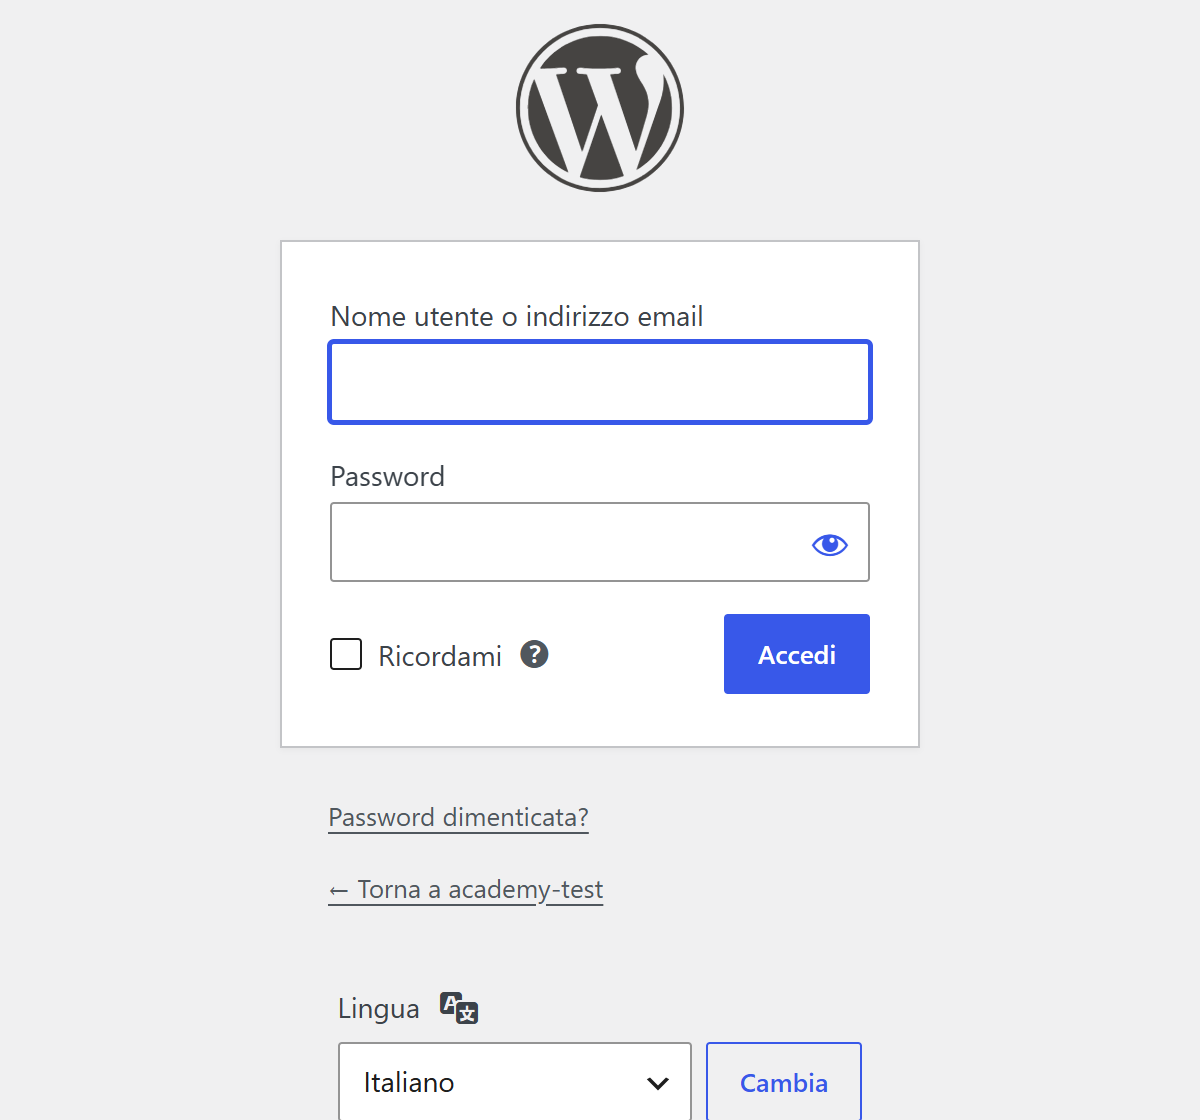 Nome utente o indirizzo email
Password
Ricordami ?
Accedi
Password dimenticata?
← Torna a academy-test
Lingua
Italiano
Cambia